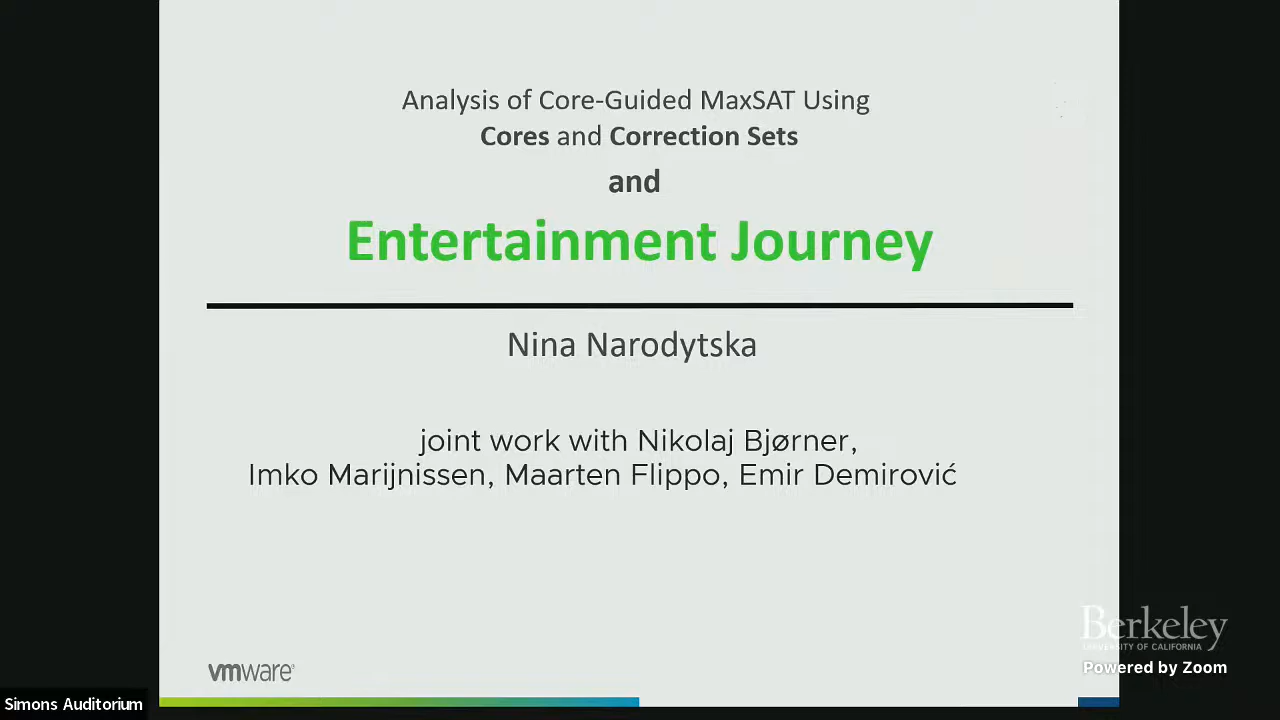 Analysis of Core-Guided MaxSAT Using
Cores and Correction Sets
and
Entertainment Journey
Nina Narodytska
joint work with Nikolaj Bjørner,
Imko Marijnissen, Maarten Flippo, Emir Demirović
vmware®
Berkeley
UNIVERSITY OF CALIFORNIA
Powered by Zoom
Simons Auditorium